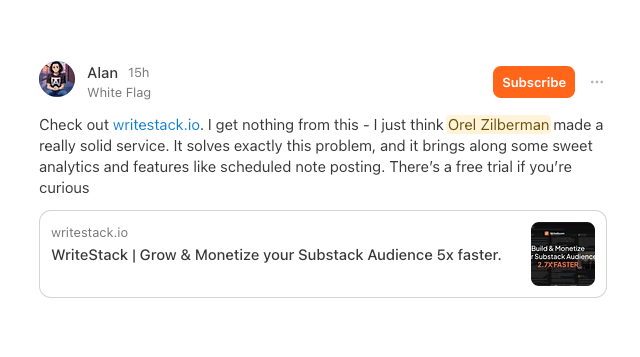 Alan 15h
White Flag
Subscribe
Check out writestack.io. I get nothing from this - I just think Orel Zilberman made a
really solid service. It solves exactly this problem, and it brings along some sweet
analytics and features like scheduled note posting. There’s a free trial if you’re
curious
writestack.io
WriteStack | Grow & Monetize your Substack Audience 5x faster.
Build & Monetize
r Substack Audience
2.7X FASTER